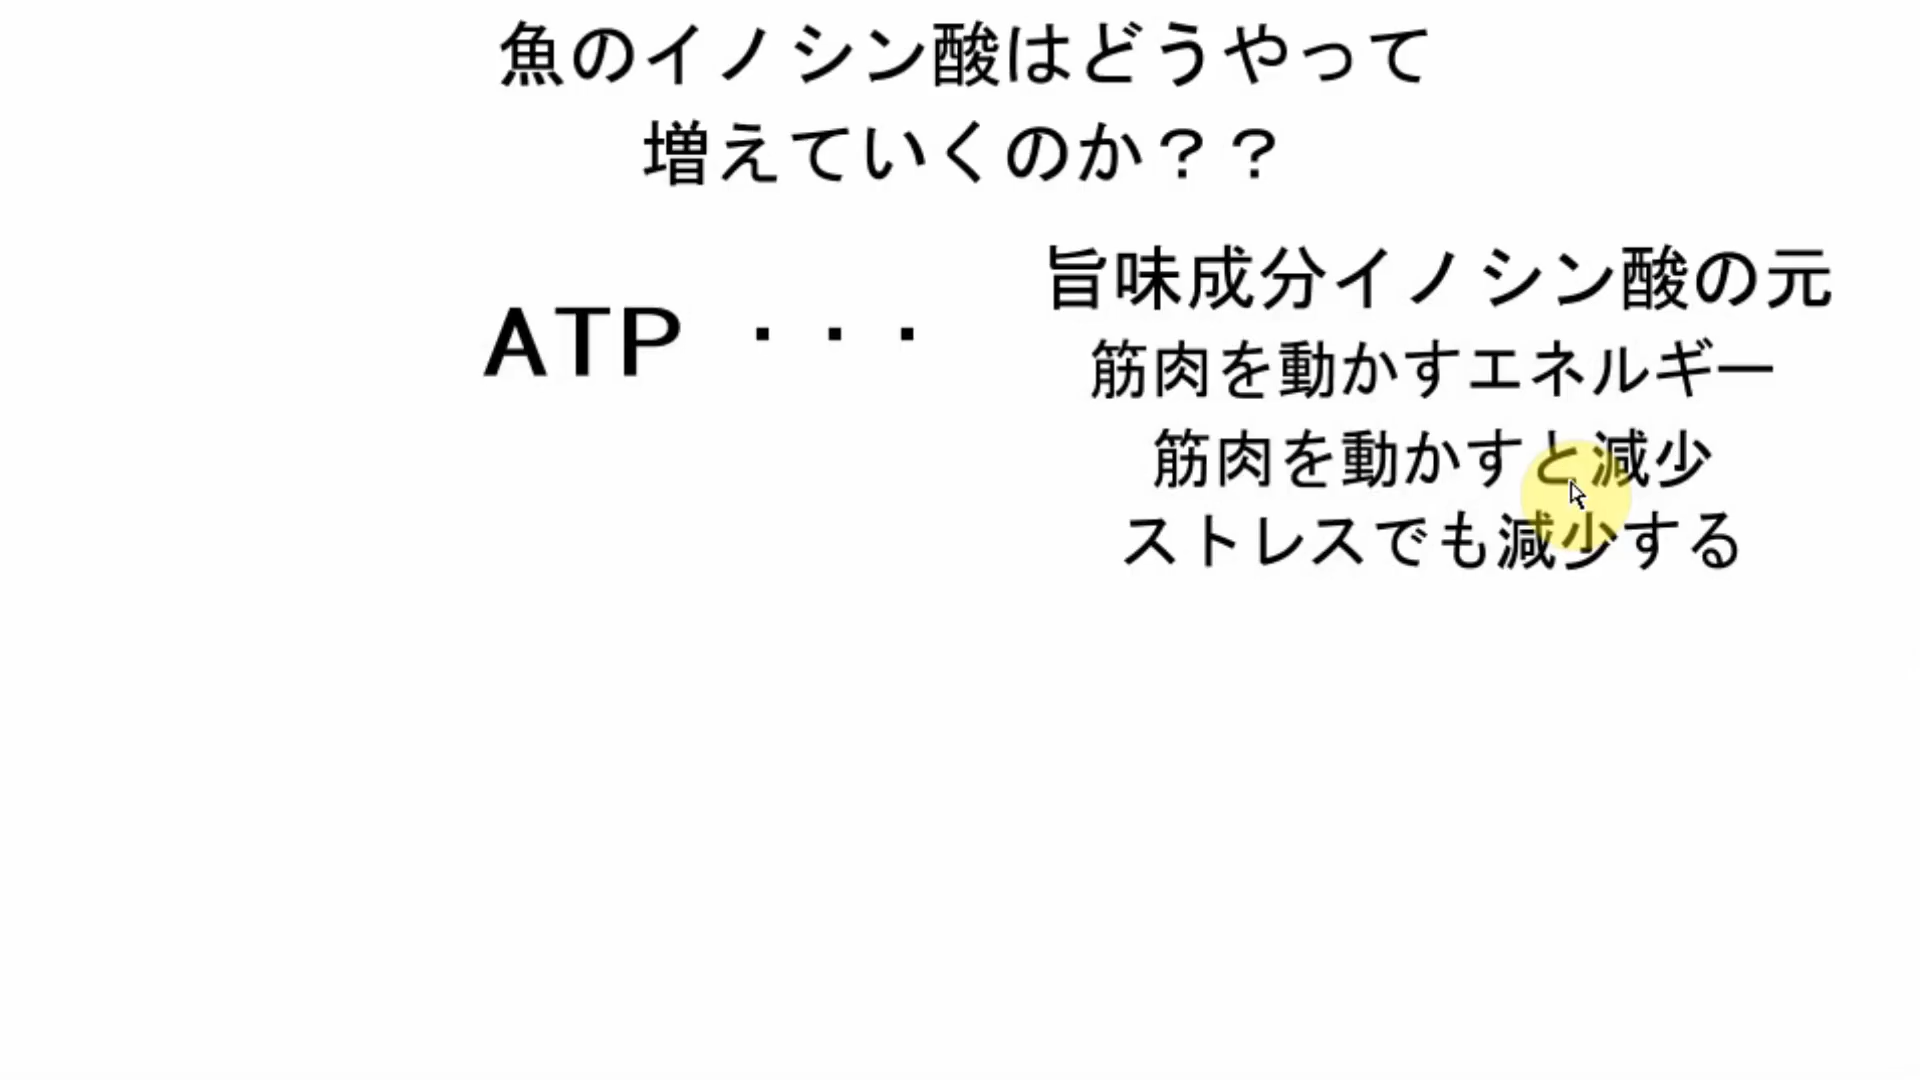 魚のイノシン酸はどうやって
増えていくのか？？
ATP ・・・
旨味成分イノシン酸の元
筋肉を動かすエネルギー
筋肉を動かすと減少
ストレスでも減少する